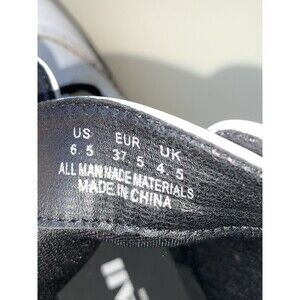 US EUR UK
6.5 37.5 4.5
ALL MAN MADE MATERIALS
MADE IN CHINA